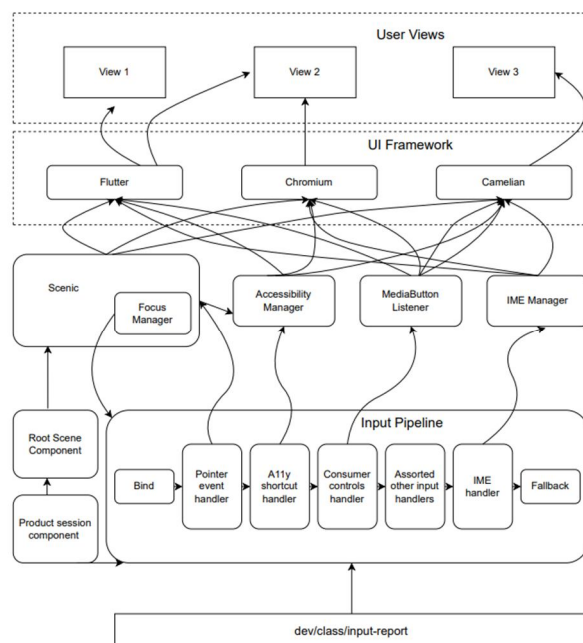 User Views
View 1
View 2
View 3
UI Framework
Flutter
Chromium
Camelian
Scenic
Focus
Manager
Accessibility
Manager
MediaButton
Listener
IME Manager
Root Scene
Component
Product session
component
Input Pipeline
Bind
Pointer
event
handler
A11y
shortcut
handler
Consumer
controls
handler
Assorted
other input
handlers
IME
handler
Fallback
dev/class/input-report